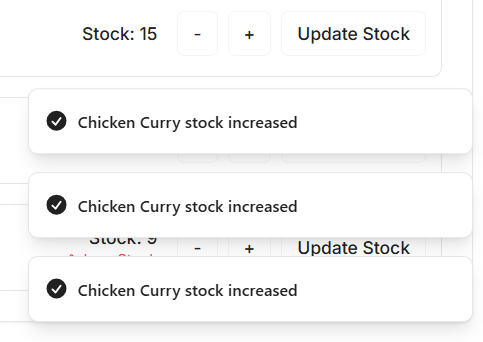 Stock: 15 - + Update Stock
Chicken Curry stock increased
Chicken Curry stock increased
Stock: 9 - + Update Stock
Chicken Curry stock increased